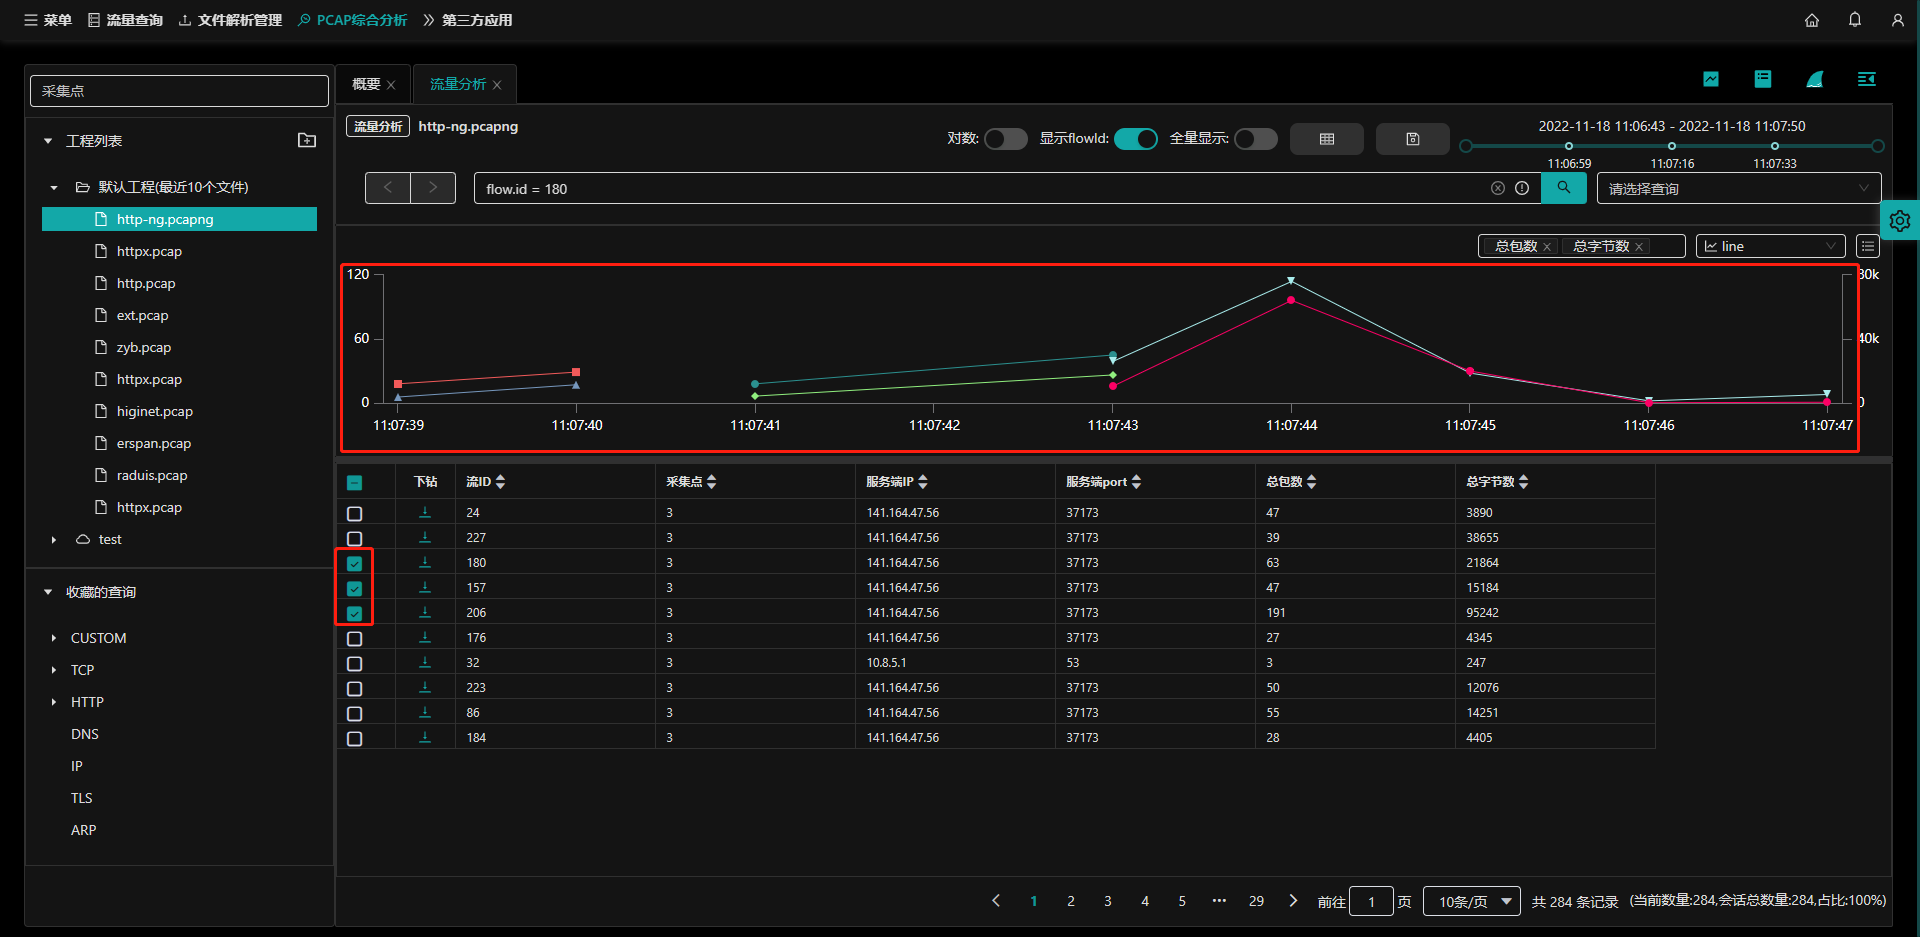 菜单 流量查询 文件解析管理 PCAP综合分析 第三方应用
采集点
工程列表
默认工程(最近10个文件)
http-ng.pcapng
httpx.pcap
http.pcap
ext.pcap
zyb.pcap
httpx.pcap
higinet.pcap
erspan.pcap
raduis.pcap
httpx.pcap
test
收藏的查询
CUSTOM
TCP
HTTP
DNS
IP
TLS
ARP
概要 流量分析
流量分析 http-ng.pcapng
对数: 显示flowId: 全量显示:
2022-11-18 11:06:43 - 2022-11-18 11:07:50
11:06:59 11:07:16 11:07:33
flow.id = 180
请选择查询
总包数 总字节数 line
120 80k
60 40k
0 0
11:07:39 11:07:40 11:07:41 11:07:42 11:07:43 11:07:44 11:07:45 11:07:46 11:07:47
下钻 流ID 采集点 服务端IP 服务端port 总包数 总字节数
24 3 141.164.47.56 37173 47 3890
227 3 141.164.47.56 37173 39 38655
180 3 141.164.47.56 37173 63 21864
157 3 141.164.47.56 37173 47 15184
206 3 141.164.47.56 37173 191 95242
176 3 141.164.47.56 37173 27 4345
32 3 10.8.5.1 53 3 247
223 3 141.164.47.56 37173 50 12076
86 3 141.164.47.56 37173 55 14251
184 3 141.164.47.56 37173 28 4405
1 2 3 4 5 ··· 29 前往 1 页 10条/页 共 284 条记录 (当前数量:284,会话总数量:284,占比:100%)